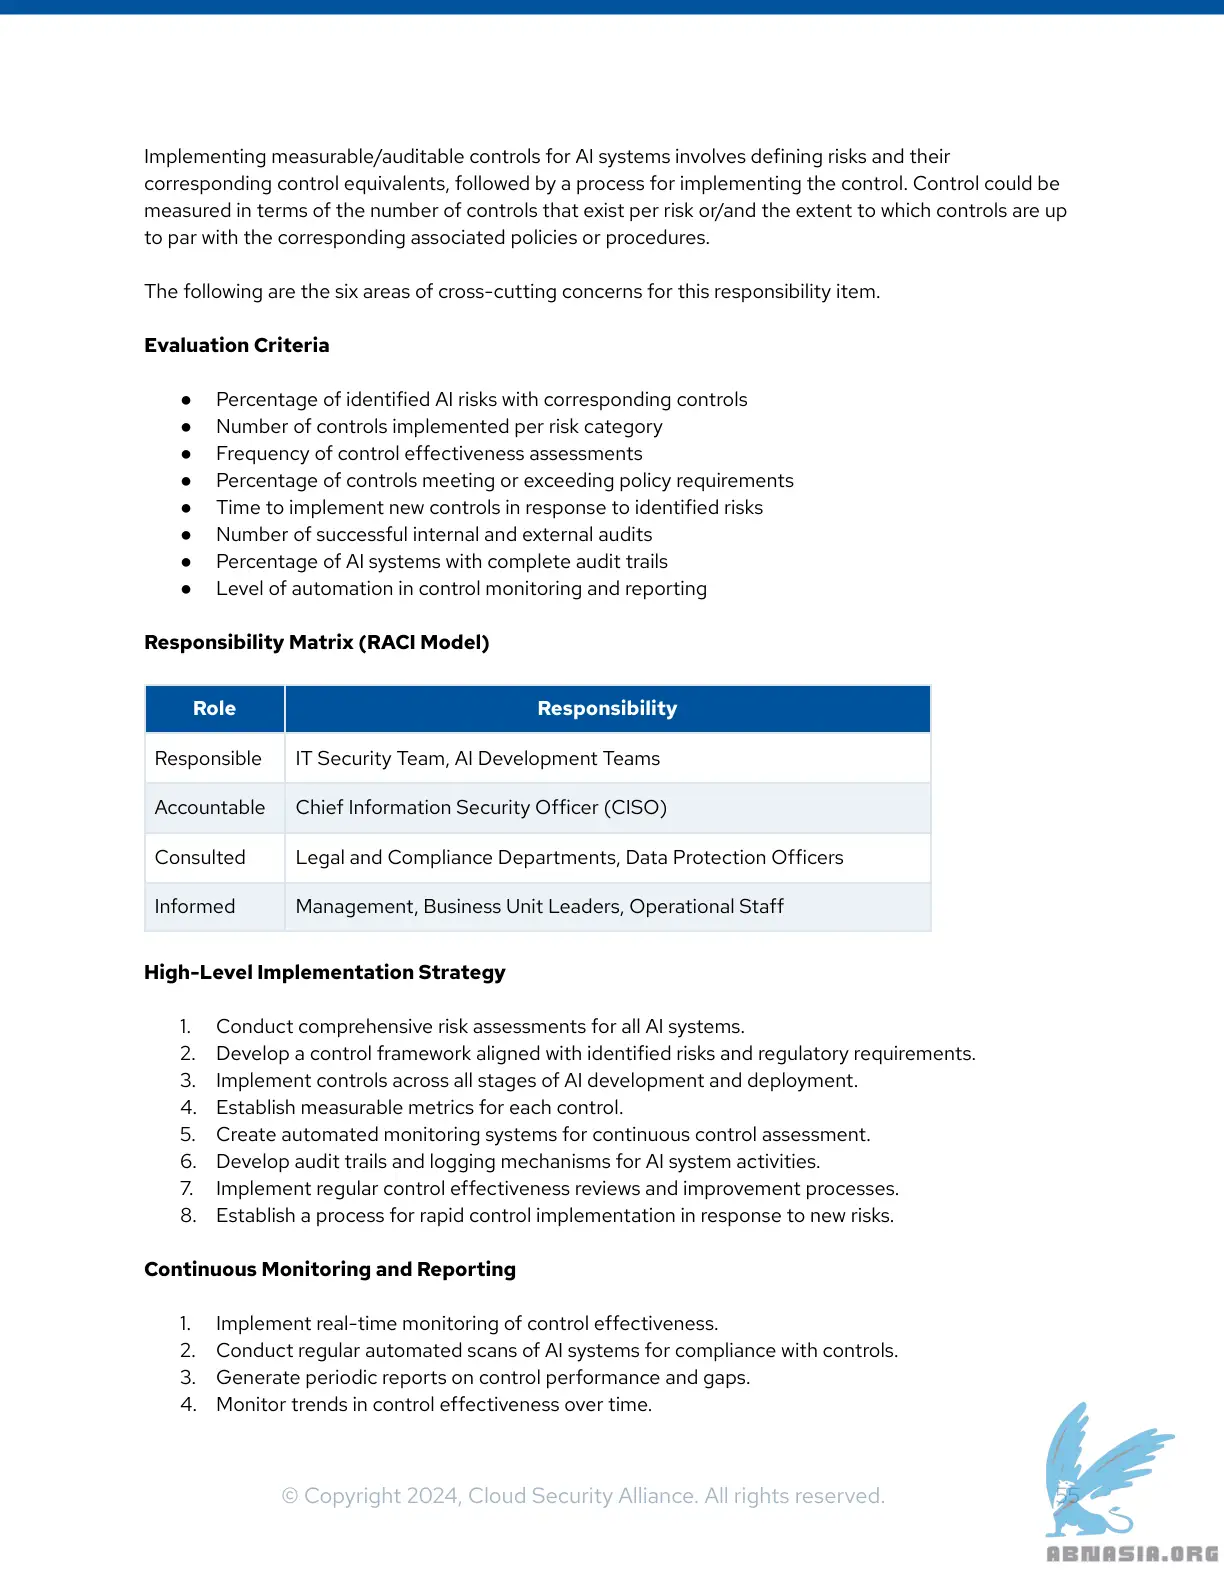 Implementing measurable/auditable controls for AI systems involves defining risks and their
corresponding control equivalents, followed by a process for implementing the control. Control could be
measured in terms of the number of controls that exist per risk or/and the extent to which controls are up
to par with the corresponding associated policies or procedures.
The following are the six areas of cross-cutting concerns for this responsibility item.
Evaluation Criteria
● Percentage of identified AI risks with corresponding controls
● Number of controls implemented per risk category
● Frequency of control effectiveness assessments
● Percentage of controls meeting or exceeding policy requirements
● Time to implement new controls in response to identified risks
● Number of successful internal and external audits
● Percentage of AI systems with complete audit trails
● Level of automation in control monitoring and reporting
Responsibility Matrix (RACI Model)
Role Responsibility
Responsible IT Security Team, AI Development Teams
Accountable Chief Information Security Officer (CISO)
Consulted Legal and Compliance Departments, Data Protection Officers
Informed Management, Business Unit Leaders, Operational Staff
High-Level Implementation Strategy
1. Conduct comprehensive risk assessments for all AI systems.
2. Develop a control framework aligned with identified risks and regulatory requirements.
3. Implement controls across all stages of AI development and deployment.
4. Establish measurable metrics for each control.
5. Create automated monitoring systems for continuous control assessment.
6. Develop audit trails and logging mechanisms for AI system activities.
7. Implement regular control effectiveness reviews and improvement processes.
8. Establish a process for rapid control implementation in response to new risks.
Continuous Monitoring and Reporting
1. Implement real-time monitoring of control effectiveness.
2. Conduct regular automated scans of AI systems for compliance with controls.
3. Generate periodic reports on control performance and gaps.
4. Monitor trends in control effectiveness over time.
© Copyright 2024, Cloud Security Alliance. All rights reserved.
55
ABNASIA.ORG